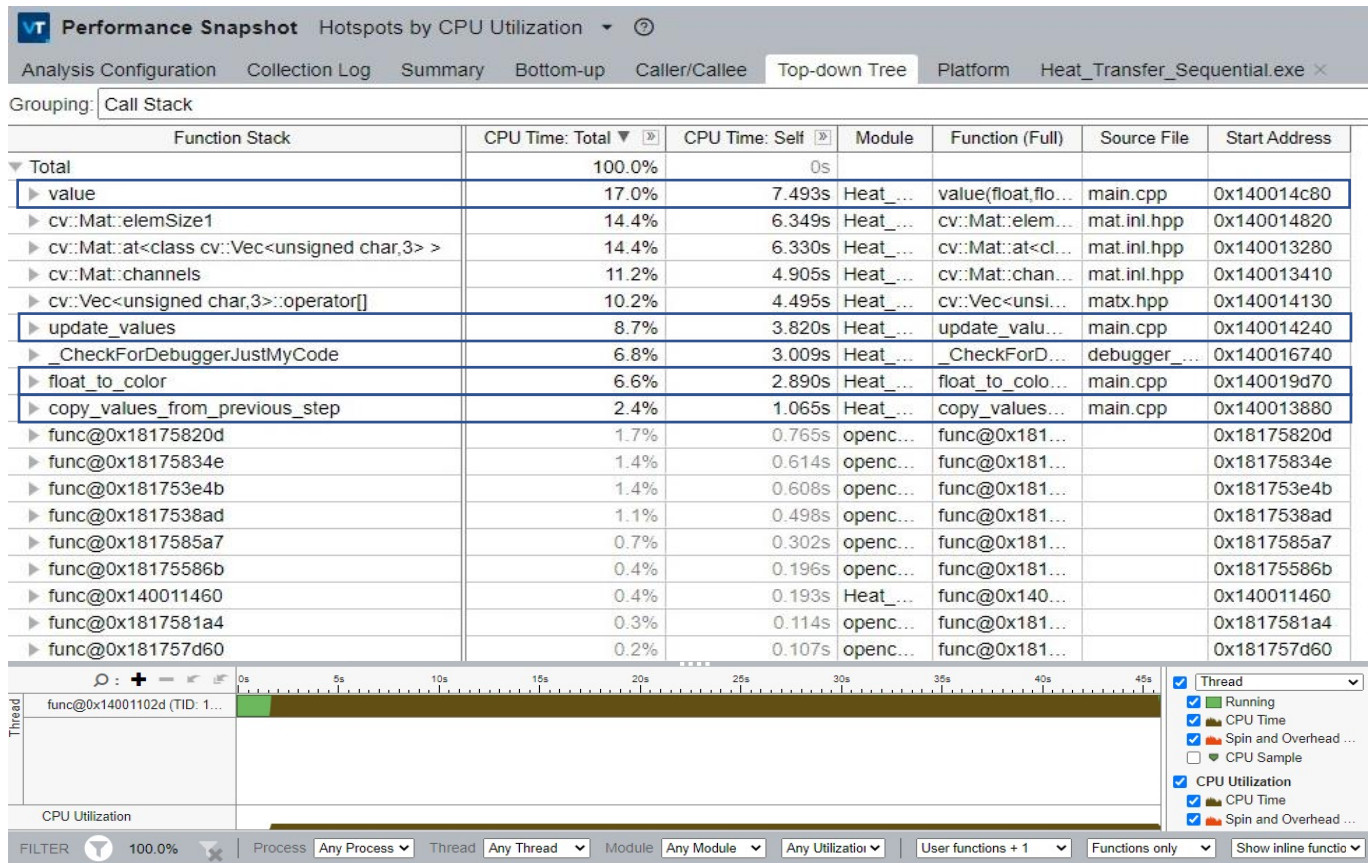 VT Performance Snapshot Hotspots by CPU Utilization ?
Analysis Configuration Collection Log Summary Bottom-up Caller/Callee Top-down Tree Platform Heat_Transfer_Sequential.exe ×
Grouping: Call Stack
Function Stack CPU Time: Total CPU Time: Self Module Function (Full) Source File Start Address
Total 100.0% 0s
value 17.0% 7.493s Heat_... value(float,flo... main.cpp 0x140014c80
cv::Mat::elemSize1 14.4% 6.349s Heat_... cv::Mat::elem... mat.inl.hpp 0x140014820
cv::Mat::at<class cv::Vec<unsigned char,3> > 14.4% 6.330s Heat_... cv::Mat::at<cl... mat.inl.hpp 0x140013280
cv::Mat::channels 11.2% 4.905s Heat_... cv::Mat::chan... mat.inl.hpp 0x140013410
cv::Vec<unsigned char,3>::operator[] 10.2% 4.495s Heat_... cv::Vec<unsi... matx.hpp 0x140014130
update_values 8.7% 3.820s Heat_... update_valu... main.cpp 0x140014240
_CheckForDebuggerJustMyCode 6.8% 3.009s Heat_... _CheckForD... debugger_... 0x140016740
float_to_color 6.6% 2.890s Heat_... float_to_colo... main.cpp 0x140019d70
copy_values_from_previous_step 2.4% 1.065s Heat_... copy_values... main.cpp 0x140013880
func@0x18175820d 1.7% 0.765s openc... func@0x181... 0x18175820d
func@0x18175834e 1.4% 0.614s openc... func@0x181... 0x18175834e
func@0x181753e4b 1.4% 0.608s openc... func@0x181... 0x181753e4b
func@0x1817538ad 1.1% 0.498s openc... func@0x181... 0x1817538ad
func@0x1817585a7 0.7% 0.302s openc... func@0x181... 0x1817585a7
func@0x18175586b 0.4% 0.196s openc... func@0x181... 0x18175586b
func@0x140011460 0.4% 0.193s Heat_... func@0x140... 0x140011460
func@0x1817581a4 0.3% 0.114s openc... func@0x181... 0x1817581a4
func@0x181757d60 0.2% 0.107s openc... func@0x181... 0x181757d60
0s 5s 10s 15s 20s 25s 30s 35s 40s 45s Thread
Thread
func@0x14001102d (TID: 1... Running
CPU Time
Spin and Overhead ...
CPU Sample
CPU Utilization
CPU Time
CPU Utilization Spin and Overhead ...
FILTER 100.0% Process Any Process Thread Any Thread Module Any Module Any Utilization User functions + 1 Functions only Show inline functio